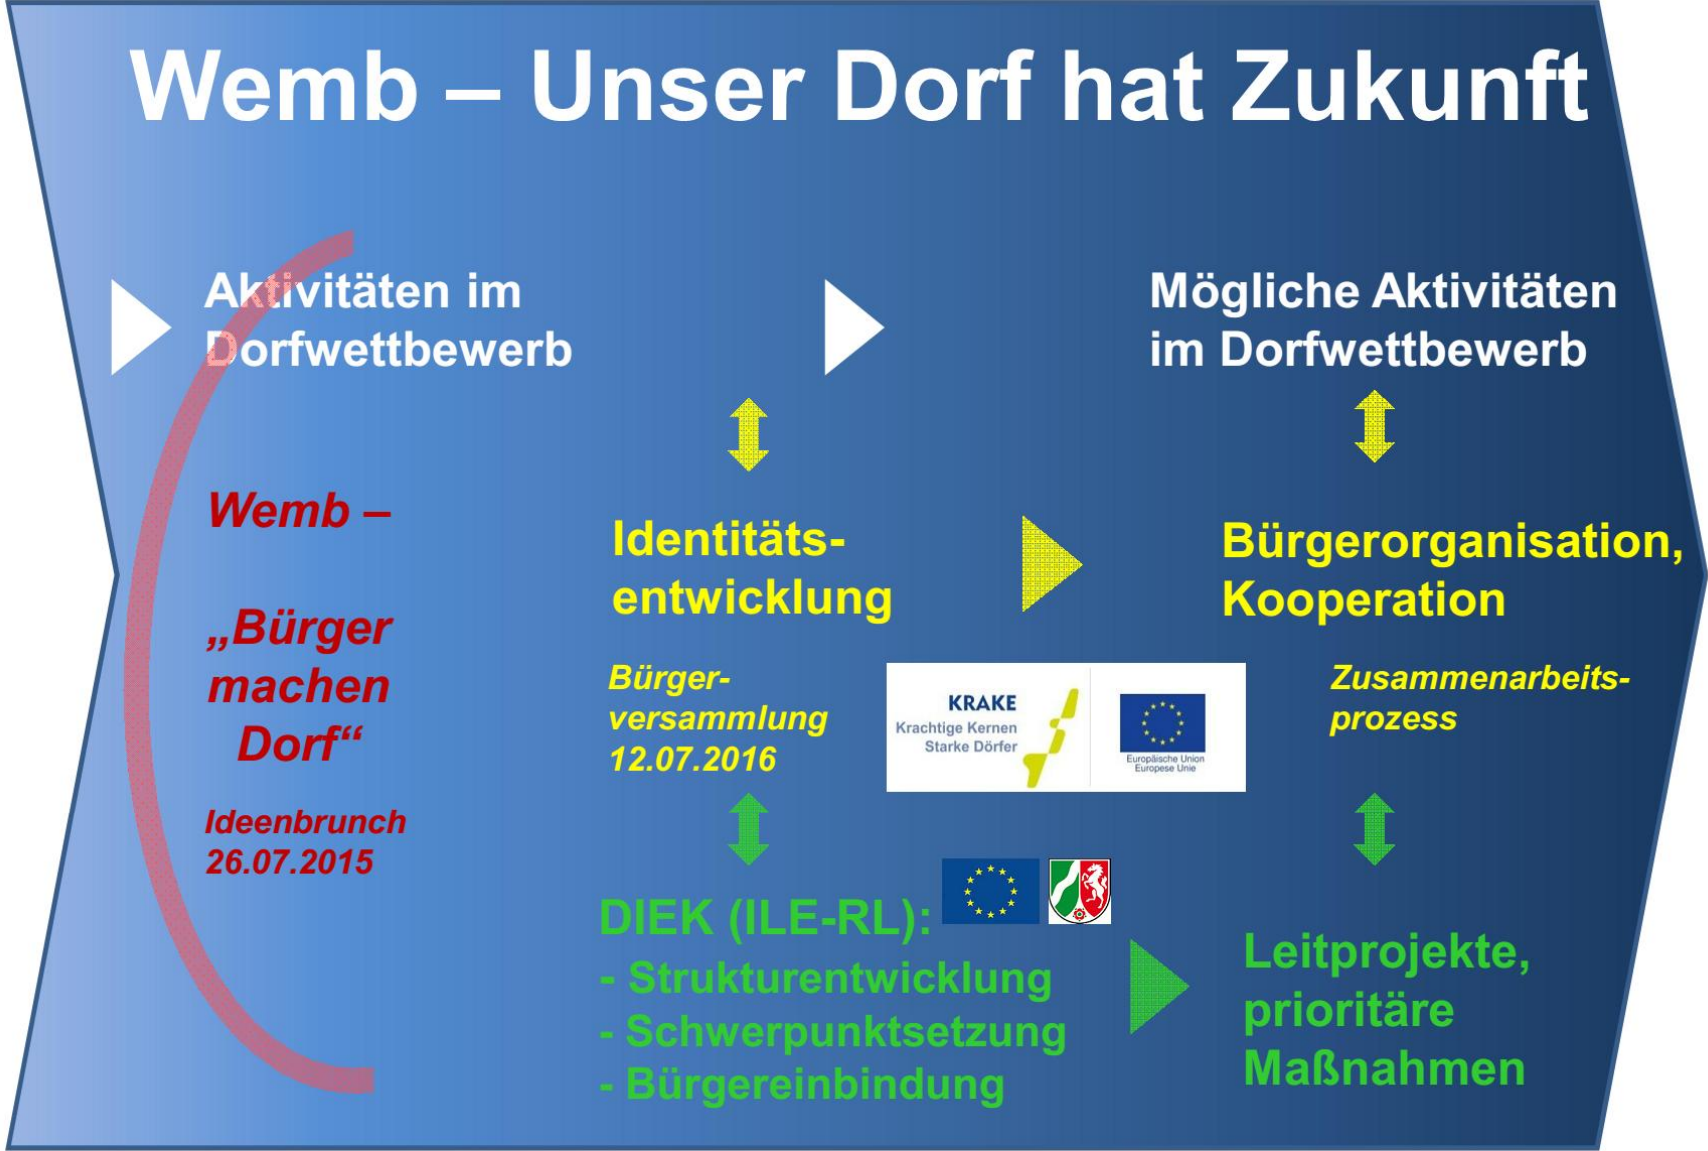 Wemb – Unser Dorf hat Zukunft
Aktivitäten im
Dorfwettbewerb
Mögliche Aktivitäten
im Dorfwettbewerb
Wemb –
„Bürger
machen
Dorf“
Ideenbrunch
26.07.2015
Identitäts-
entwicklung
Bürger-
versammlung
12.07.2016
KRAKE
Krachtige Kernen
Starke Dörfer
Europäische Union
Europese Unie
Bürgerorganisation,
Kooperation
Zusammenarbeits-
prozess
DIEK (ILE-RL):
- Strukturentwicklung
- Schwerpunktsetzung
- Bürgereinbindung
Leitprojekte,
prioritäre
Maßnahmen